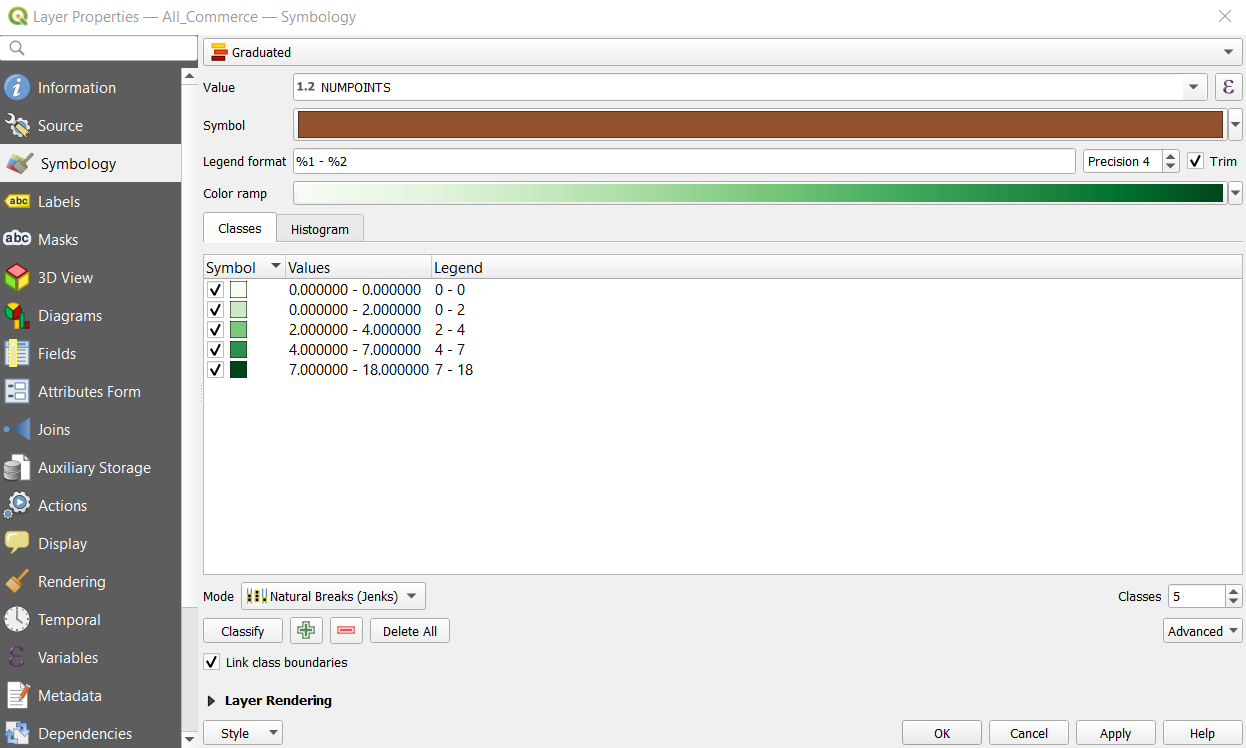 Layer Properties — All_Commerce — Symbology
Information
Source
Symbology
abc Labels
abc Masks
3D View
Diagrams
Fields
Attributes Form
Joins
Auxiliary Storage
Actions
Display
Rendering
Temporal
Variables
Metadata
Dependencies
Graduated
Value 1.2 NUMPOINTS ε
Symbol
Legend format %1 - %2 Precision 4 Trim
Color ramp
Classes Histogram
Symbol Values Legend
0.000000 - 0.000000 0 - 0
0.000000 - 2.000000 0 - 2
2.000000 - 4.000000 2 - 4
4.000000 - 7.000000 4 - 7
7.000000 - 18.000000 7 - 18
Mode Natural Breaks (Jenks) Classes 5
Classify Delete All Advanced
Link class boundaries
Layer Rendering
Style OK Cancel Apply Help